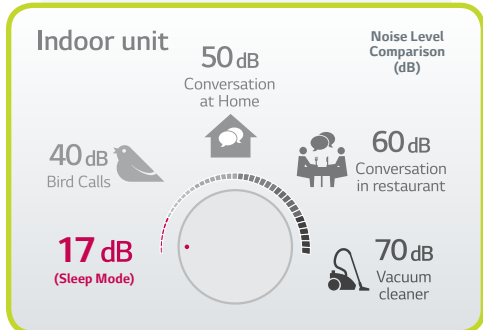 Indoor unit
Noise Level
Comparison
(dB)
50 dB
Conversation
at Home
40 dB
Bird Calls
60 dB
Conversation
in restaurant
17 dB
(Sleep Mode)
70 dB
Vacuum
cleaner